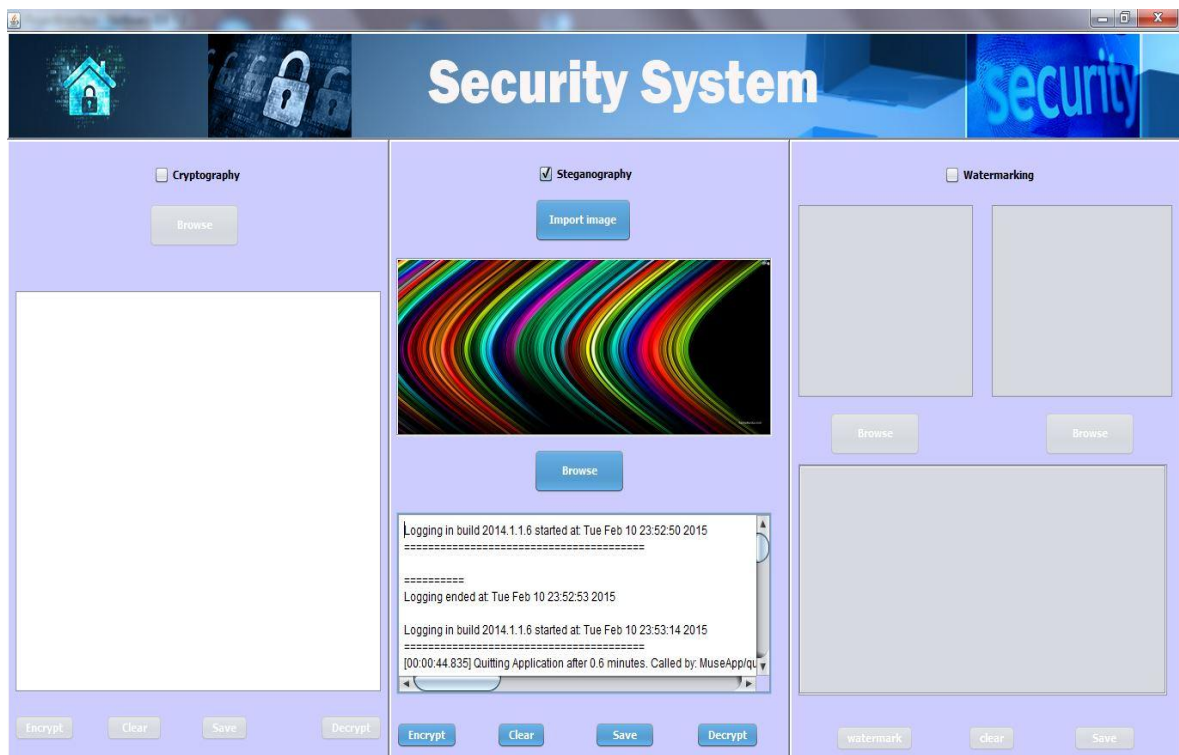 Security System
security
Cryptography
Browse
Encrypt
Clear
Save
Decrypt
Steganography
Import image
Browse
Logging in build 2014.1.1.6 started at: Tue Feb 10 23:52:50 2015
========================================
==========
Logging ended at: Tue Feb 10 23:52:53 2015
Logging in build 2014.1.1.6 started at: Tue Feb 10 23:53:14 2015
========================================
[00:00:44.835] Quitting Application after 0.6 minutes. Called by: MuseApp/qu
Encrypt
Clear
Save
Decrypt
Watermarking
Browse
Browse
watermark
clear
Save